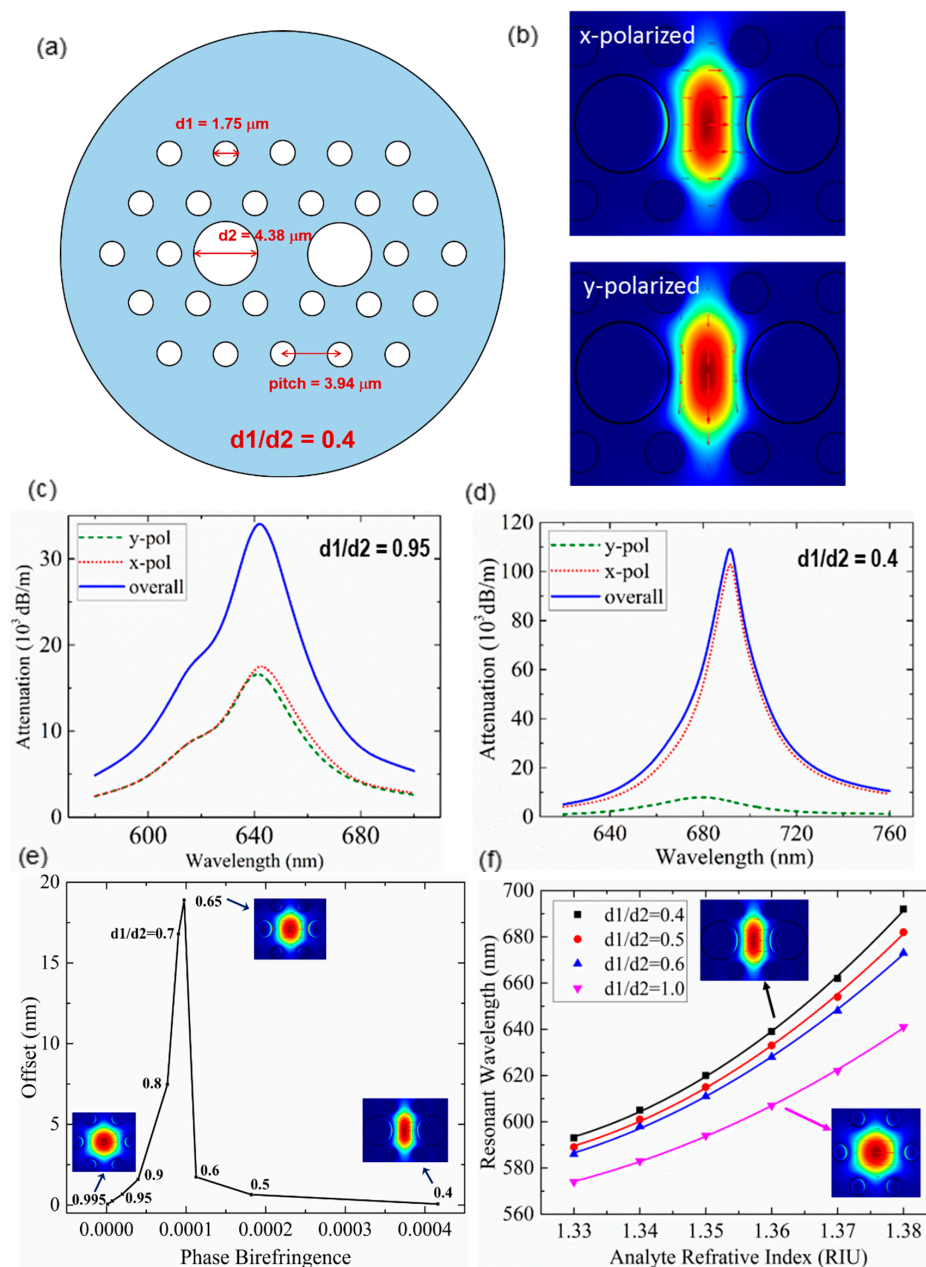 (a)
d1 = 1.75 μm
d2 = 4.38 μm
pitch = 3.94 μm
d1/d2 = 0.4
(b)
x-polarized
y-polarized
(c)
d1/d2 = 0.95
y-pol
x-pol
overall
Attenuation (10³ dB/m)
30
20
10
0
600
640
680
Wavelength (nm)
(d)
d1/d2 = 0.4
y-pol
x-pol
overall
Attenuation (10³ dB/m)
120
100
80
60
40
20
0
640
680
720
760
Wavelength (nm)
(e)
Offset (nm)
20
15
10
5
0
0.65
d1/d2=0.7
0.8
0.9
0.95
0.995
0.6
0.5
0.4
0.0000
0.0001
0.0002
0.0003
0.0004
Phase Birefringence
(f)
Resonant Wavelength (nm)
700
680
660
640
620
600
580
560
d1/d2=0.4
d1/d2=0.5
d1/d2=0.6
d1/d2=1.0
1.33
1.34
1.35
1.36
1.37
1.38
Analyte Refrative Index (RIU)